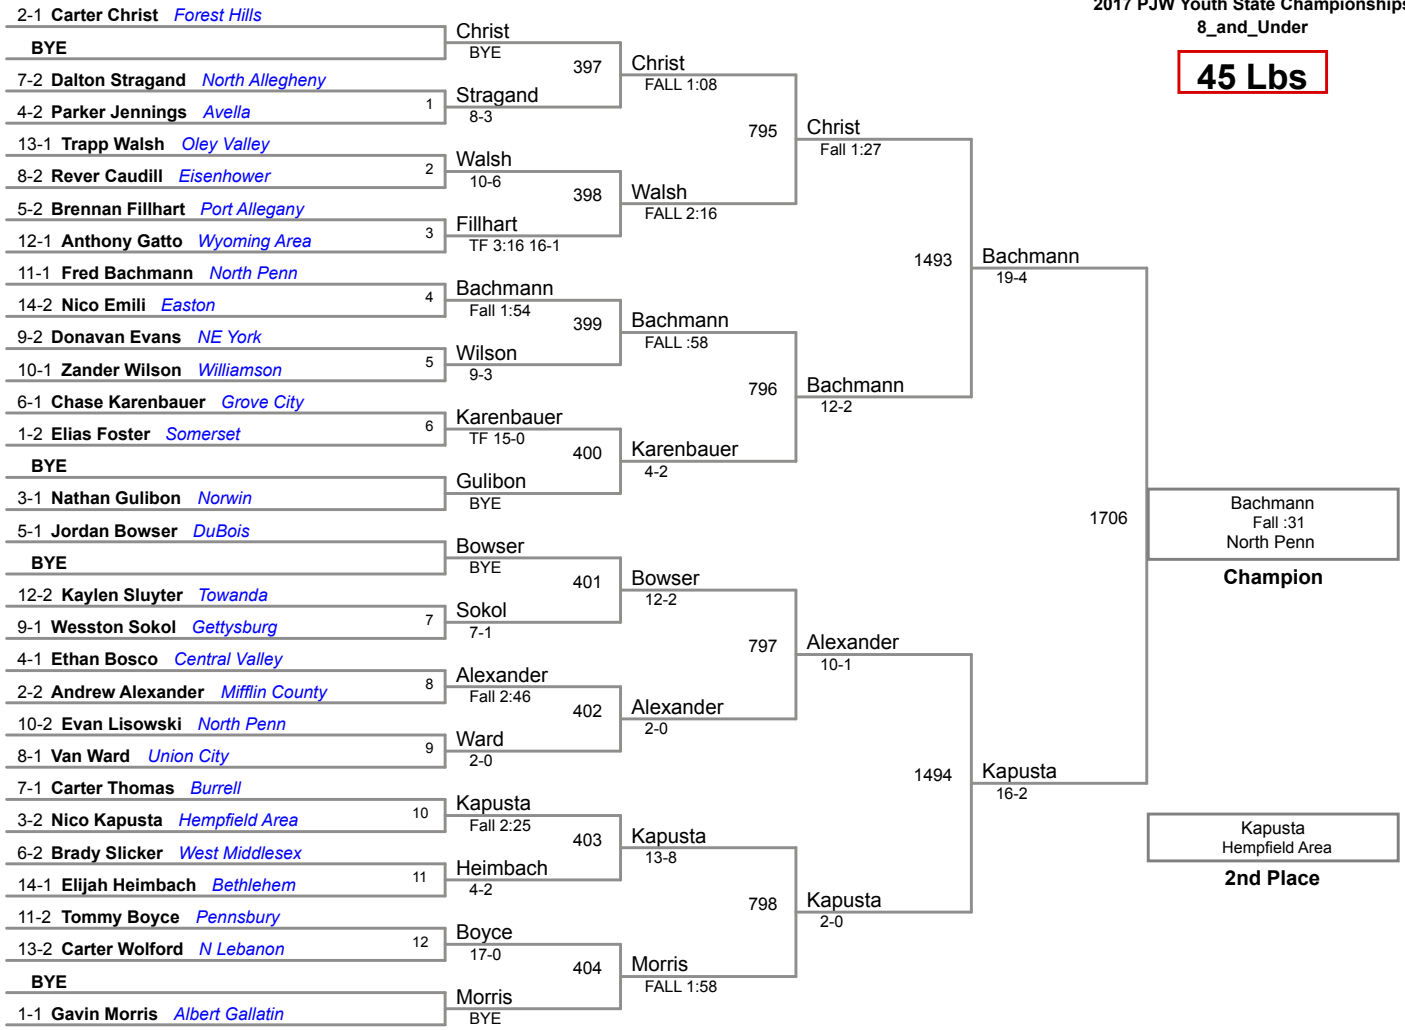 2017 PJW Youth State Championships
8_and_Under
45 Lbs
2-1 Carter Christ Forest Hills
BYE
7-2 Dalton Stragand North Allegheny
4-2 Parker Jennings Avella
13-1 Trapp Walsh Oley Valley
8-2 Rever Caudill Eisenhower
5-2 Brennan Fillhart Port Allegany
12-1 Anthony Gatto Wyoming Area
11-1 Fred Bachmann North Penn
14-2 Nico Emili Easton
9-2 Donavan Evans NE York
10-1 Zander Wilson Williamson
6-1 Chase Karenbauer Grove City
1-2 Elias Foster Somerset
BYE
3-1 Nathan Gulibon Norwin
5-1 Jordan Bowser DuBois
BYE
12-2 Kaylen Sluyter Towanda
9-1 Wesston Sokol Gettysburg
4-1 Ethan Bosco Central Valley
2-2 Andrew Alexander Mifflin County
10-2 Evan Lisowski North Penn
8-1 Van Ward Union City
7-1 Carter Thomas Burrell
3-2 Nico Kapusta Hempfield Area
6-2 Brady Slicker West Middlesex
14-1 Elijah Heimbach Bethlehem
11-2 Tommy Boyce Pennsbury
13-2 Carter Wolford N Lebanon
BYE
1-1 Gavin Morris Albert Gallatin
1
2
3
4
5
6
7
8
9
10
11
12
Christ
BYE
Stragand
8-3
Walsh
10-6
Fillhart
TF 3:16 16-1
Bachmann
Fall 1:54
Wilson
9-3
Karenbauer
TF 15-0
Gulibon
BYE
Bowser
BYE
Sokol
7-1
Alexander
Fall 2:46
Ward
2-0
Kapusta
Fall 2:25
Heimbach
4-2
Boyce
17-0
Morris
BYE
397
398
399
400
401
402
403
404
Christ
FALL 1:08
Walsh
FALL 2:16
Bachmann
FALL :58
Karenbauer
4-2
Bowser
12-2
Alexander
2-0
Kapusta
13-8
Morris
FALL 1:58
795
796
797
798
Christ
Fall 1:27
Bachmann
12-2
Alexander
10-1
Kapusta
2-0
1493
1494
Bachmann
19-4
Kapusta
16-2
1706
Bachmann
Fall :31
North Penn
Champion
Kapusta
Hempfield Area
2nd Place